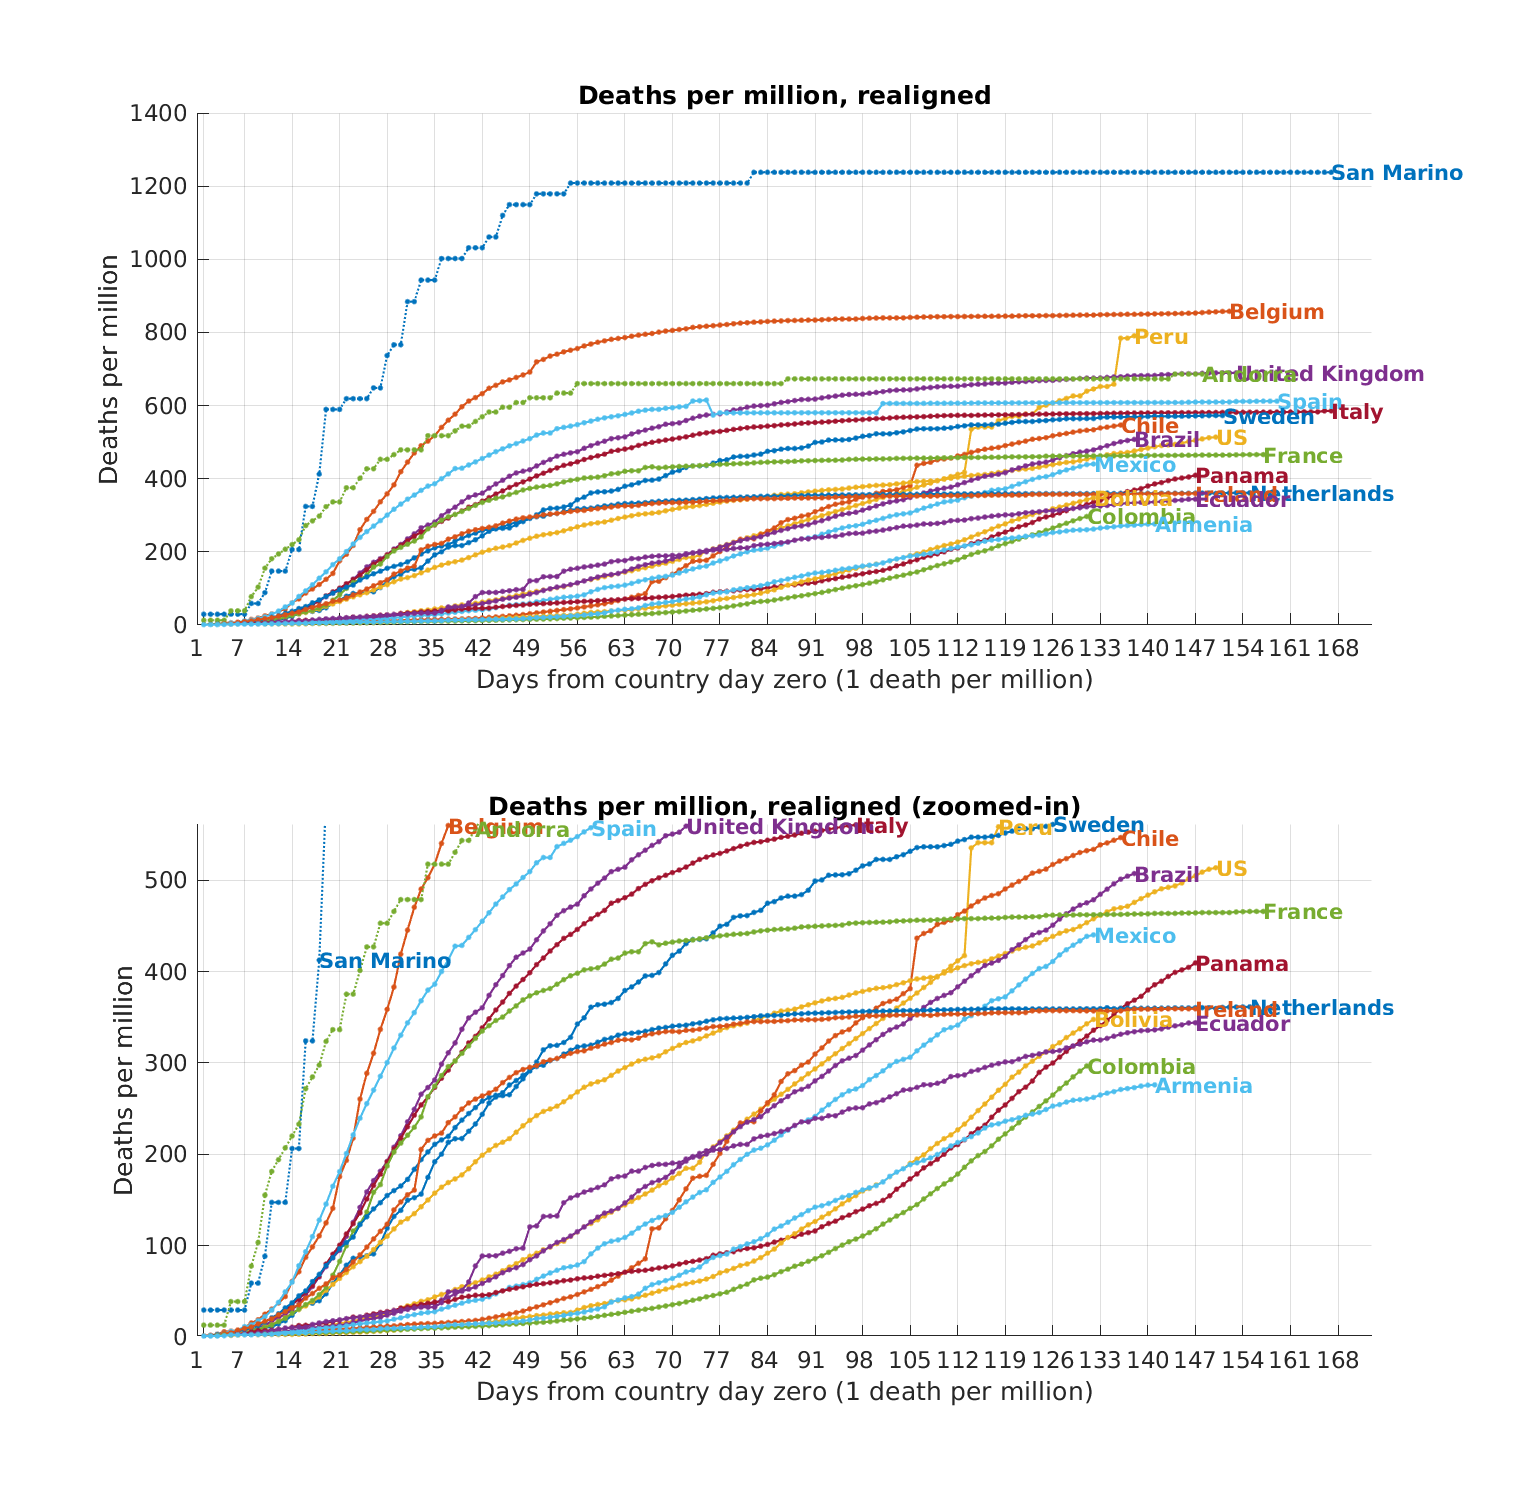 Deaths per million, realigned
1400
1200
1000
800
600
400
200
0
Deaths per million
San Marino
Belgium
Peru
Andorra
United Kingdom
Spain
Italy
Sweden
Chile
US
Brazil
France
Mexico
Panama
Netherlands
Ireland
Bolivia
Ecuador
Colombia
Armenia
1 7 14 21 28 35 42 49 56 63 70 77 84 91 98 105 112 119 126 133 140 147 154 161 168
Days from country day zero (1 death per million)
Deaths per million, realigned (zoomed-in)
500
400
300
200
100
0
Deaths per million
Belgium
Andorra
Spain
United Kingdom
Italy
Peru
Sweden
Chile
US
Brazil
France
Mexico
San Marino
Panama
Netherlands
Ireland
Bolivia
Ecuador
Colombia
Armenia
1 7 14 21 28 35 42 49 56 63 70 77 84 91 98 105 112 119 126 133 140 147 154 161 168
Days from country day zero (1 death per million)